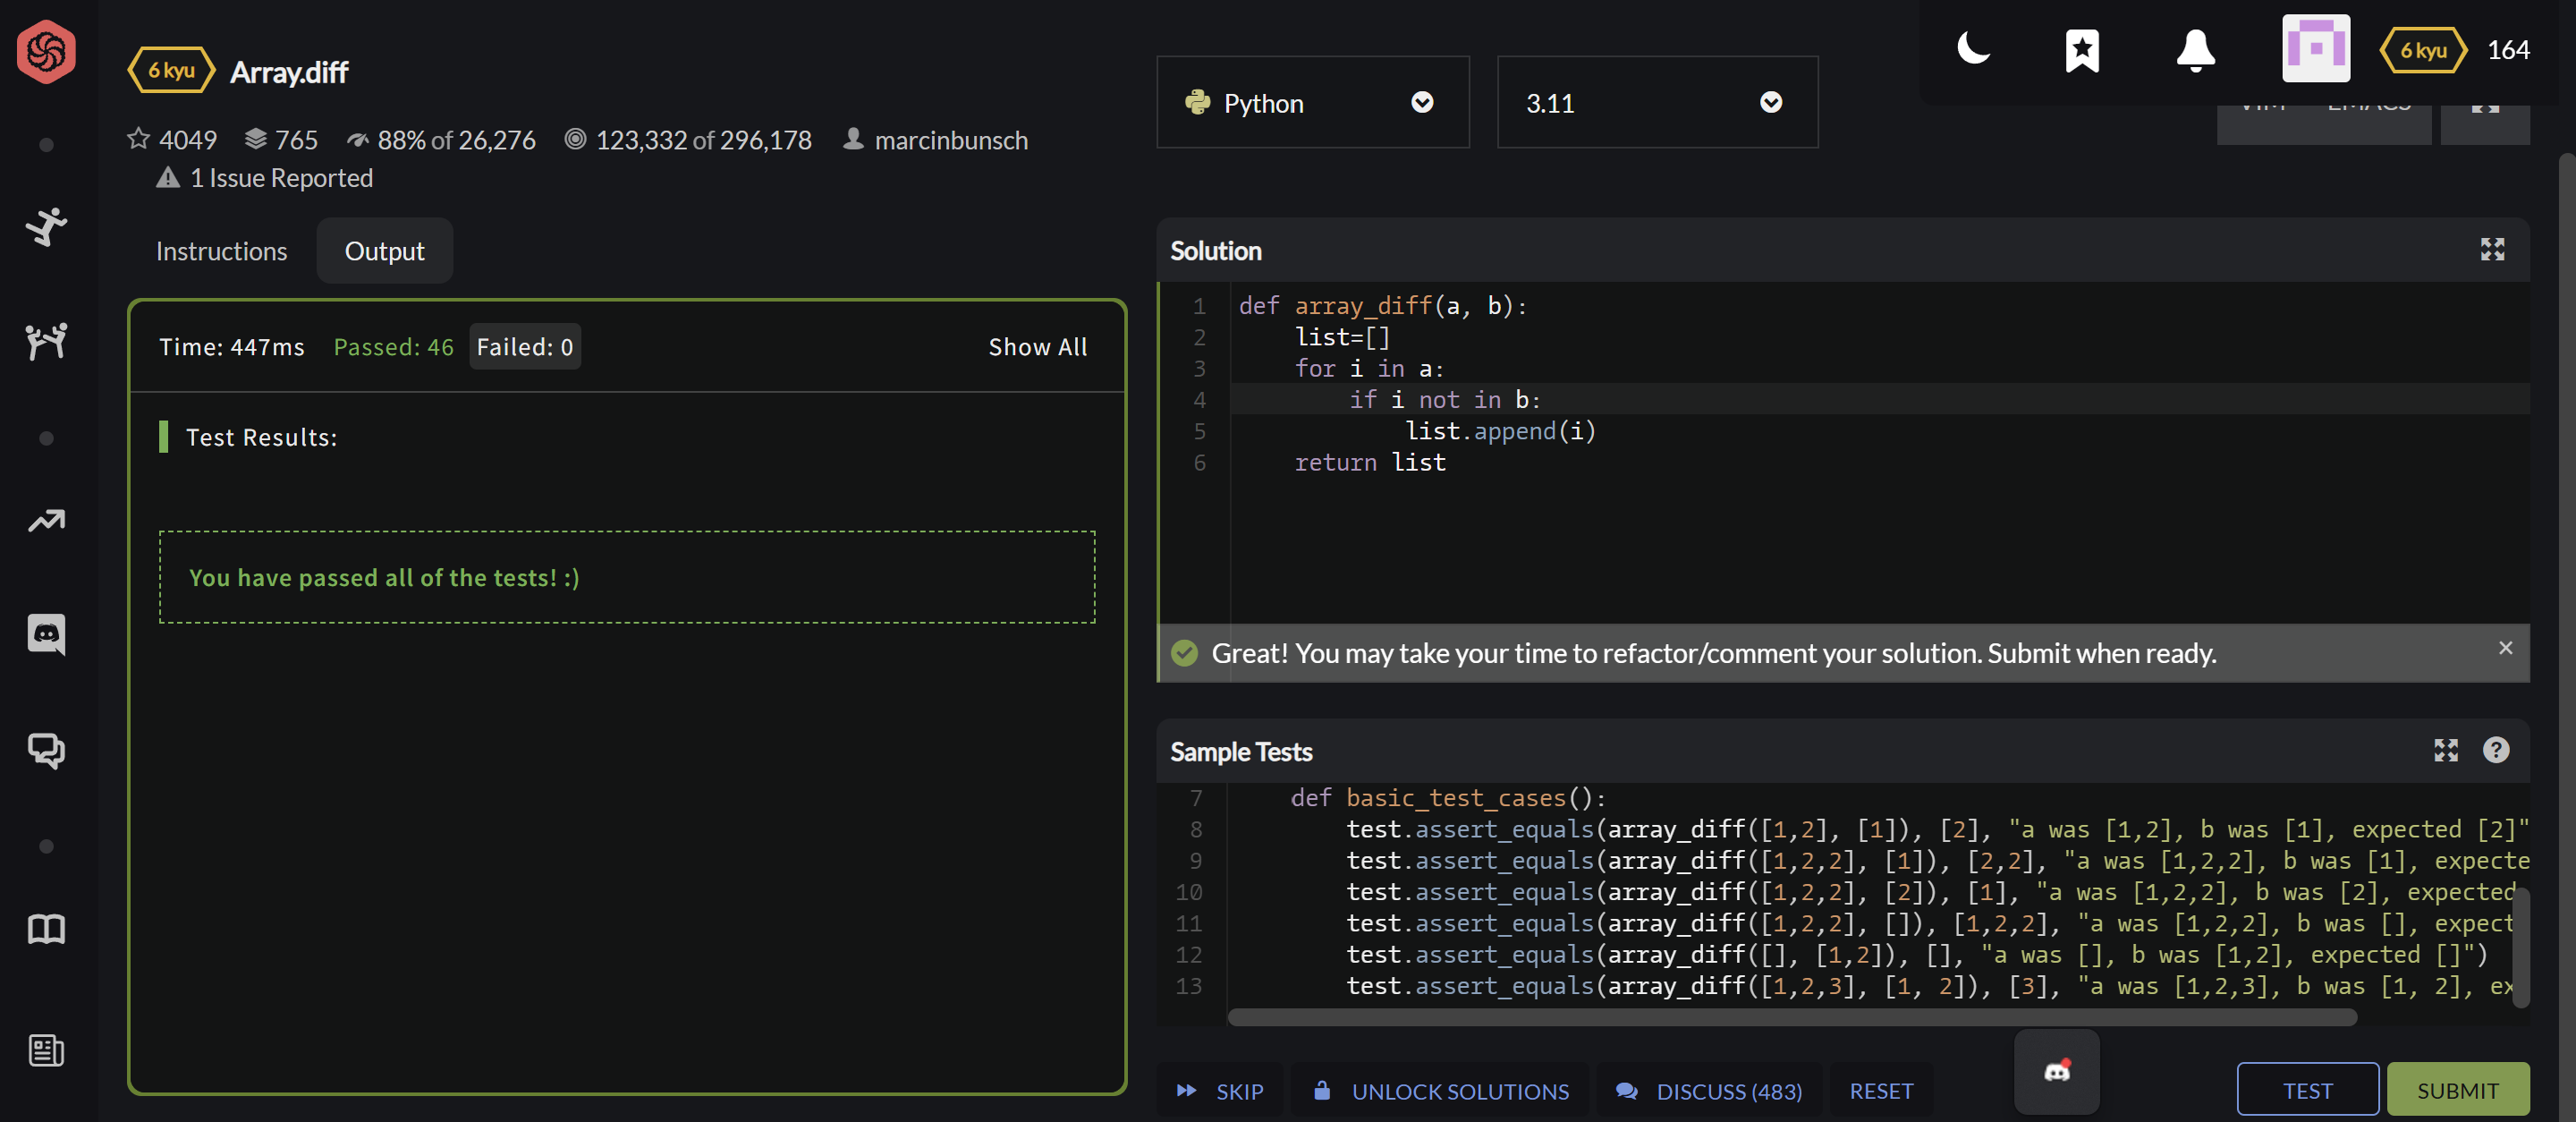 6 kyu Array.diff
4049 765 88% of 26,276 123,332 of 296,178 marcinbunsch
1 Issue Reported
Python 3.11
6 kyu 164
VIM EMACS
Instructions Output
Time: 447ms Passed: 46 Failed: 0 Show All
Test Results:
You have passed all of the tests! :)
Solution
1 def array_diff(a, b):
2     list=[]
3     for i in a:
4         if i not in b:
5             list.append(i)
6     return list
Great! You may take your time to refactor/comment your solution. Submit when ready. ×
Sample Tests
7     def basic_test_cases():
8         test.assert_equals(array_diff([1,2], [1]), [2], "a was [1,2], b was [1], expected [2]"
9         test.assert_equals(array_diff([1,2,2], [1]), [2,2], "a was [1,2,2], b was [1], expecte
10         test.assert_equals(array_diff([1,2,2], [2]), [1], "a was [1,2,2], b was [2], expected
11         test.assert_equals(array_diff([1,2,2], []), [1,2,2], "a was [1,2,2], b was [], expect
12         test.assert_equals(array_diff([], [1,2]), [], "a was [], b was [1,2], expected []")
13         test.assert_equals(array_diff([1,2,3], [1, 2]), [3], "a was [1,2,3], b was [1, 2], ex
SKIP UNLOCK SOLUTIONS DISCUSS (483) RESET TEST SUBMIT